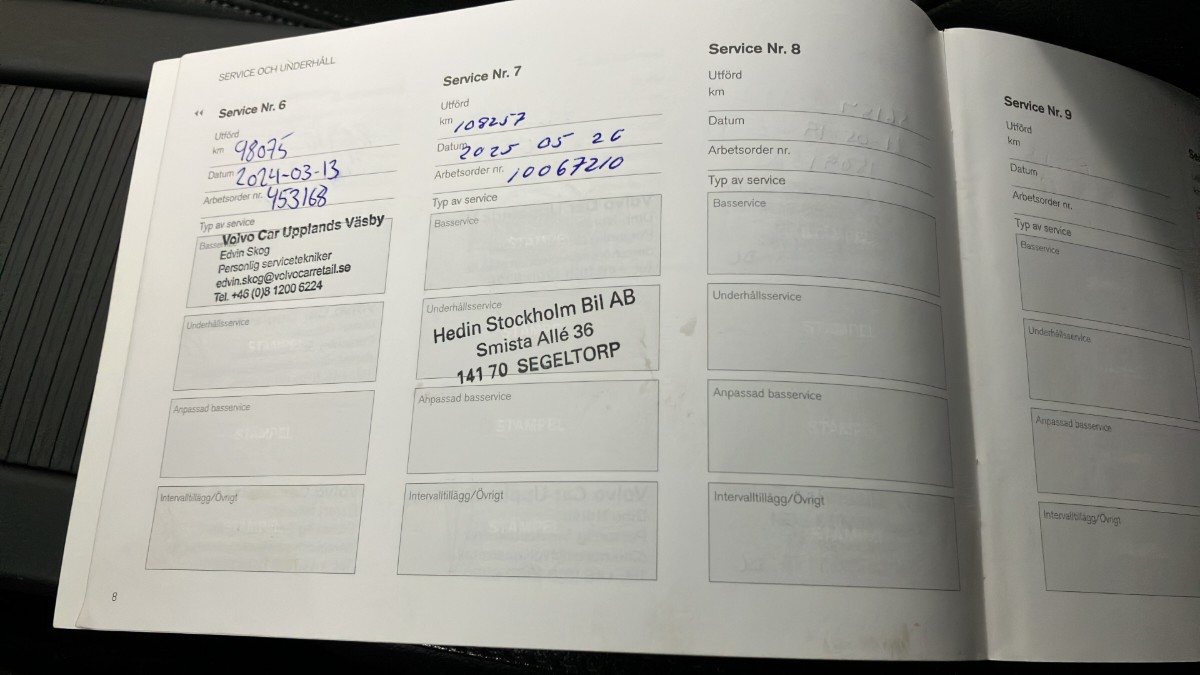 SERVICE OCH UNDERHÅLL
◂◂ Service Nr. 6
Utförd
km 98075
Datum 2024-03-13
Arbetsorder nr. 453168
Typ av service
Basservice
Volvo Car Upplands Väsby
Edvin Skog
Personlig servicetekniker
edvin.skog@volvocarretail.se
Tel. +46 (0)8 1200 6224
Underhållsservice
Anpassad basservice
Intervalltillägg/Övrigt
8
Service Nr. 7
Utförd
km 108257
Datum 2025 05 26
Arbetsorder nr. 10067210
Typ av service
Basservice
Underhållsservice
Hedin Stockholm Bil AB
Smista Allé 36
141 70 SEGELTORP
Anpassad basservice
STÄMPEL
Intervalltillägg/Övrigt
Service Nr. 8
Utförd
km
Datum
Arbetsorder nr.
Typ av service
Basservice
Underhållsservice
Anpassad basservice
Intervalltillägg/Övrigt
Service Nr. 9
Utförd
km
Datum
Arbetsorder nr.
Typ av service
Basservice
Underhållsservice
Anpassad basservice
Intervalltillägg/Övrigt